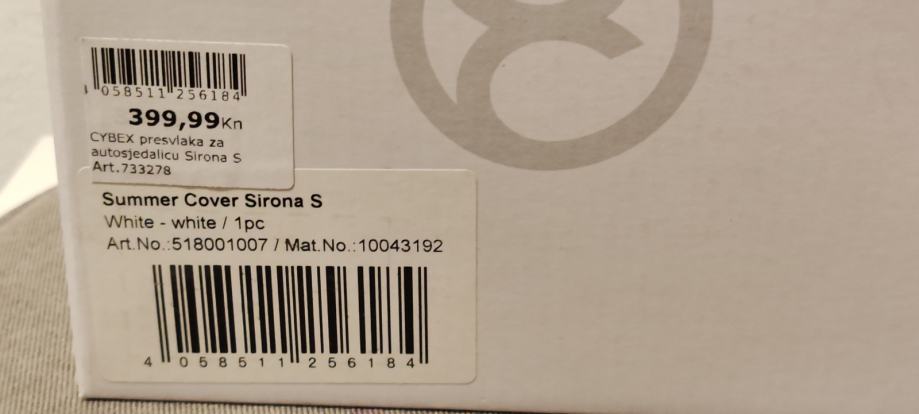 4 058511 256184
399,99Kn
CYBEX presvlaka za
autosjedalicu Sirona S
Art.733278
Summer Cover Sirona S
White - white / 1pc
Art.No.:518001007 / Mat.No.:10043192
4 058511 256184